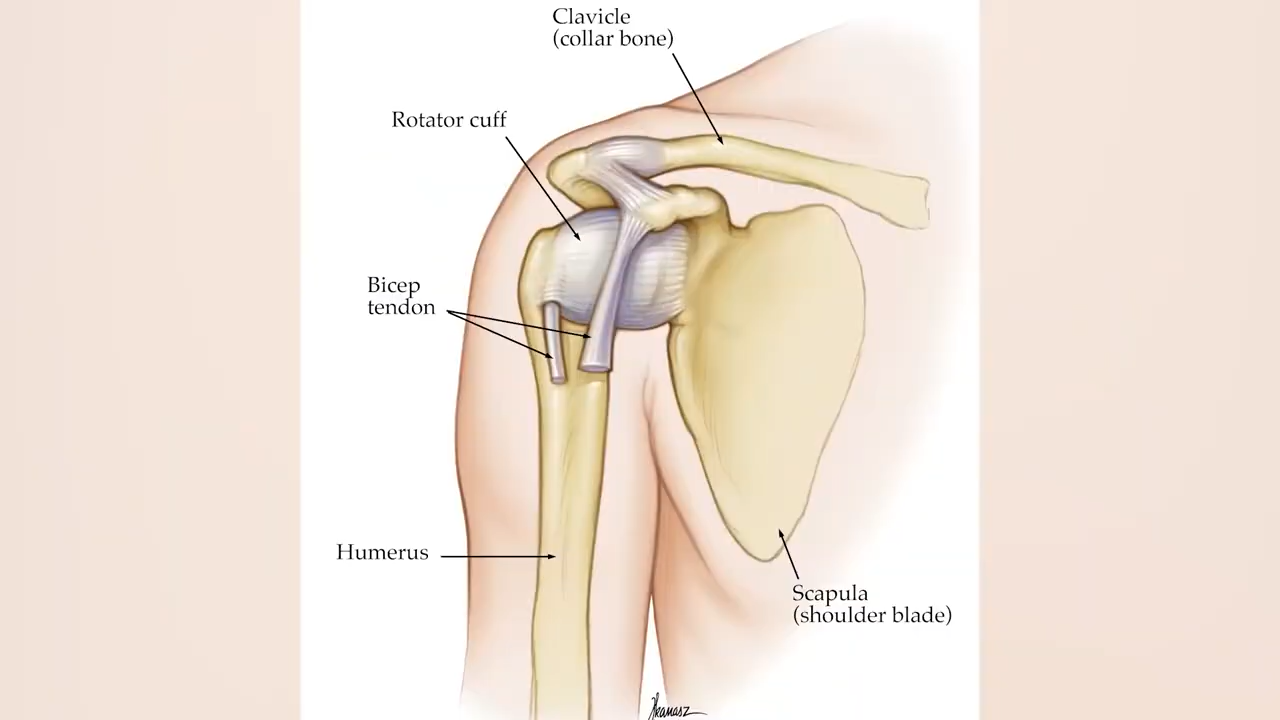 Clavicle
(collar bone)
Rotator cuff
Bicep
tendon
Humerus
Scapula
(shoulder blade)